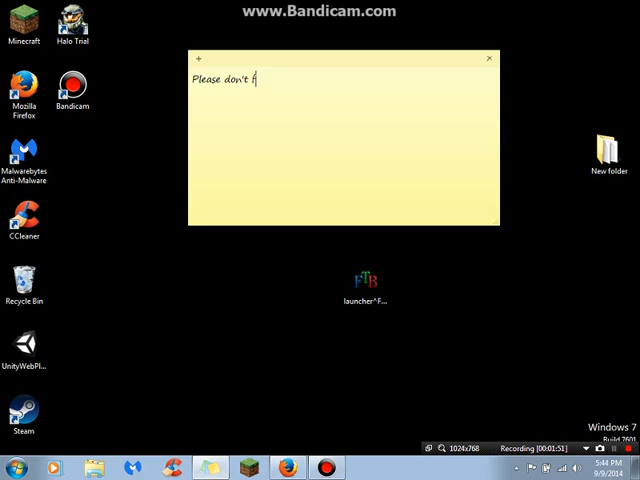 www.Bandicam.com
Minecraft
Halo Trial
Please don't f
Mozilla
Firefox
Bandicam
Malwarebytes
Anti-Malware
New folder
CCleaner
Recycle Bin
FTB
launcher^F...
UnityWebPl...
Steam
Windows 7
Build 7601
1024x768
Recording [00:01:51]
5:44 PM
9/9/2014